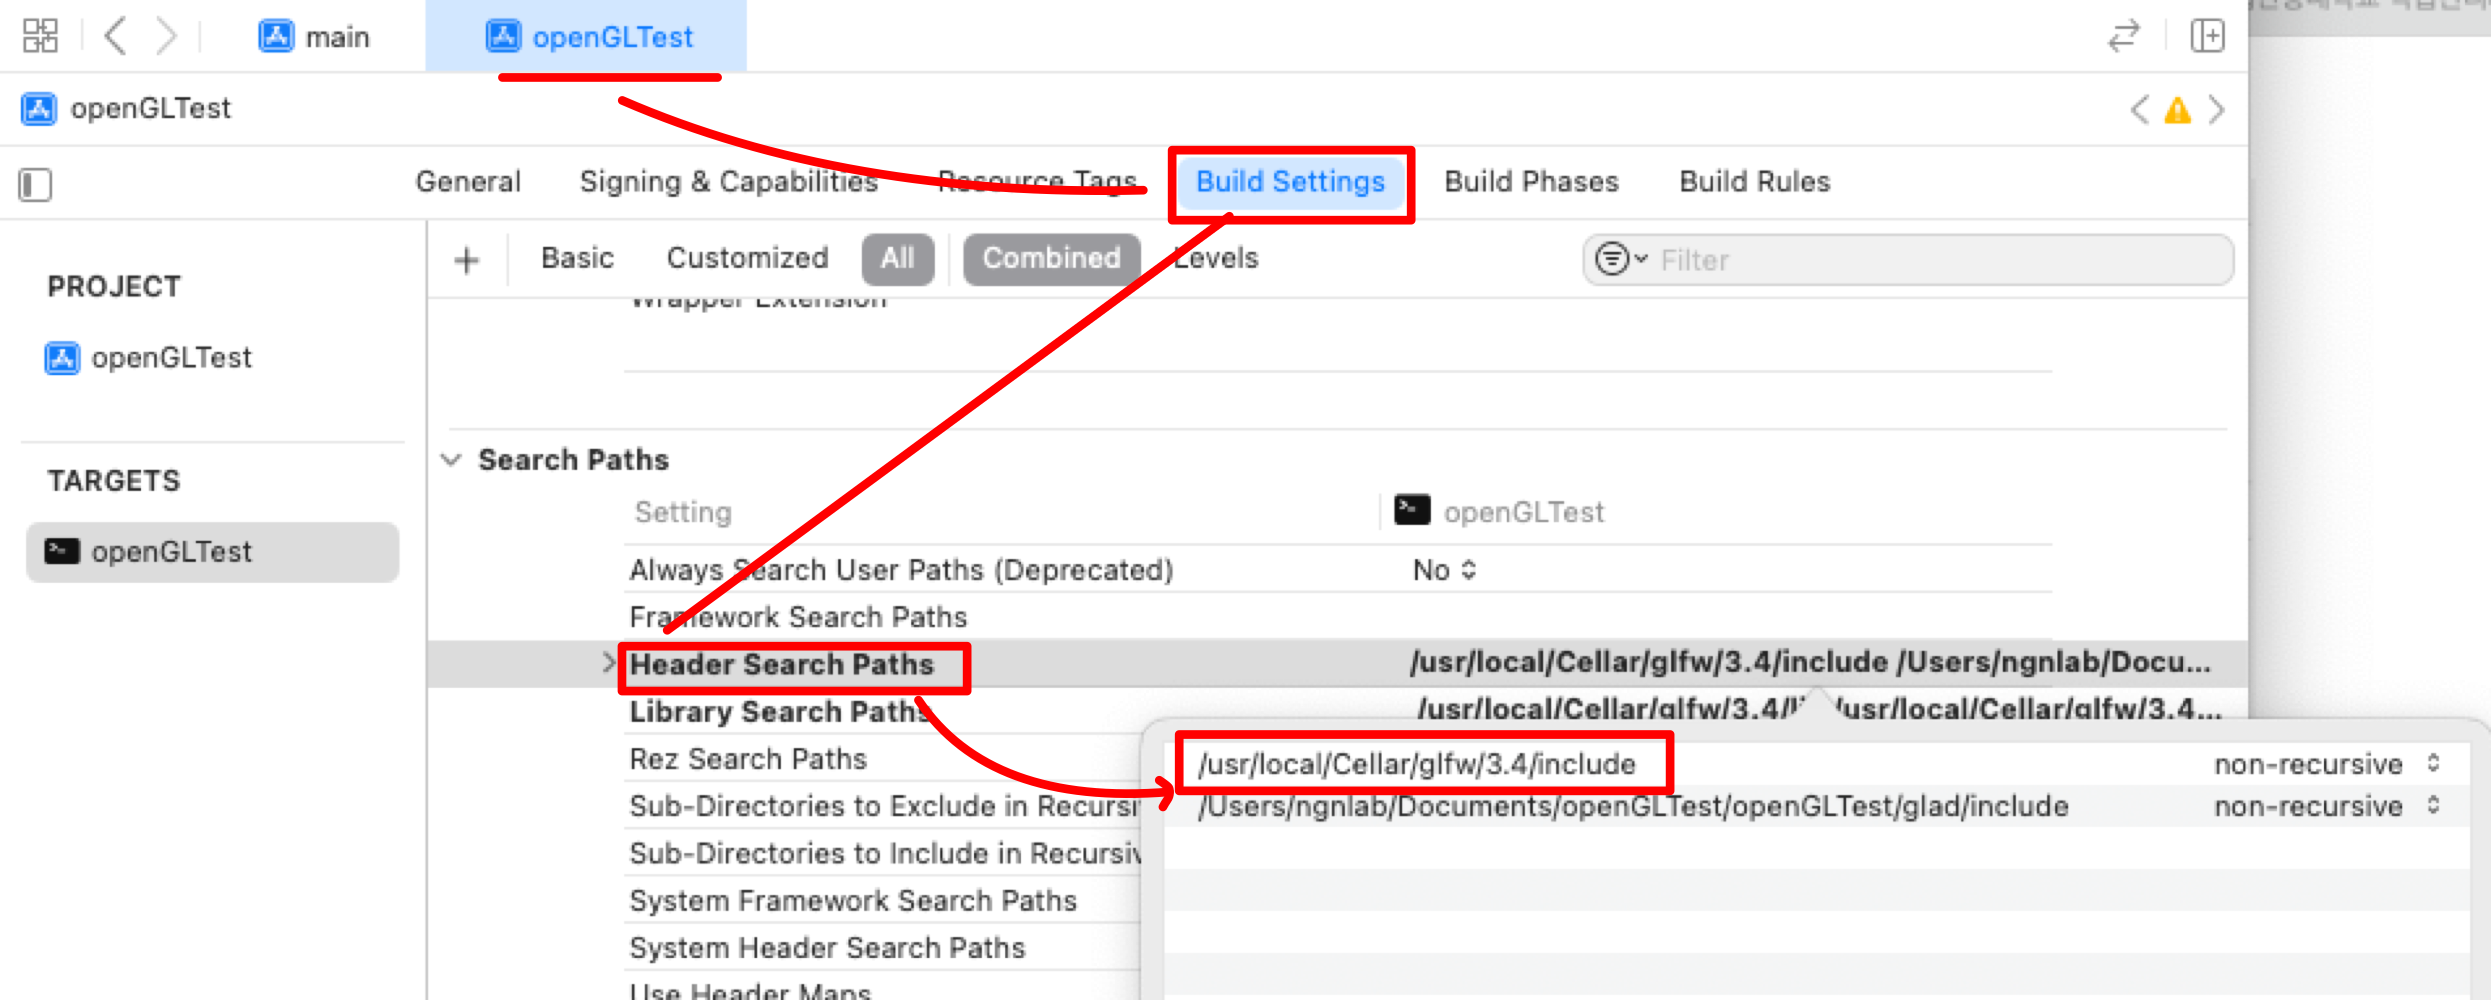 main
openGLTest
openGLTest
General Signing & Capabilities Resource Tags Build Settings Build Phases Build Rules
Basic Customized All Combined Levels Filter
PROJECT
openGLTest
TARGETS
openGLTest
Wrapper Extension
Search Paths
Setting openGLTest
Always Search User Paths (Deprecated) No
Framework Search Paths
Header Search Paths /usr/local/Cellar/glfw/3.4/include /Users/ngnlab/Docu...
Library Search Paths /usr/local/Cellar/glfw/3.4/li /usr/local/Cellar/glfw/3.4...
Rez Search Paths
Sub-Directories to Exclude in Recursi
Sub-Directories to Include in Recursiv
System Framework Search Paths
System Header Search Paths
Use Header Maps
/usr/local/Cellar/glfw/3.4/include non-recursive
/Users/ngnlab/Documents/openGLTest/openGLTest/glad/include non-recursive